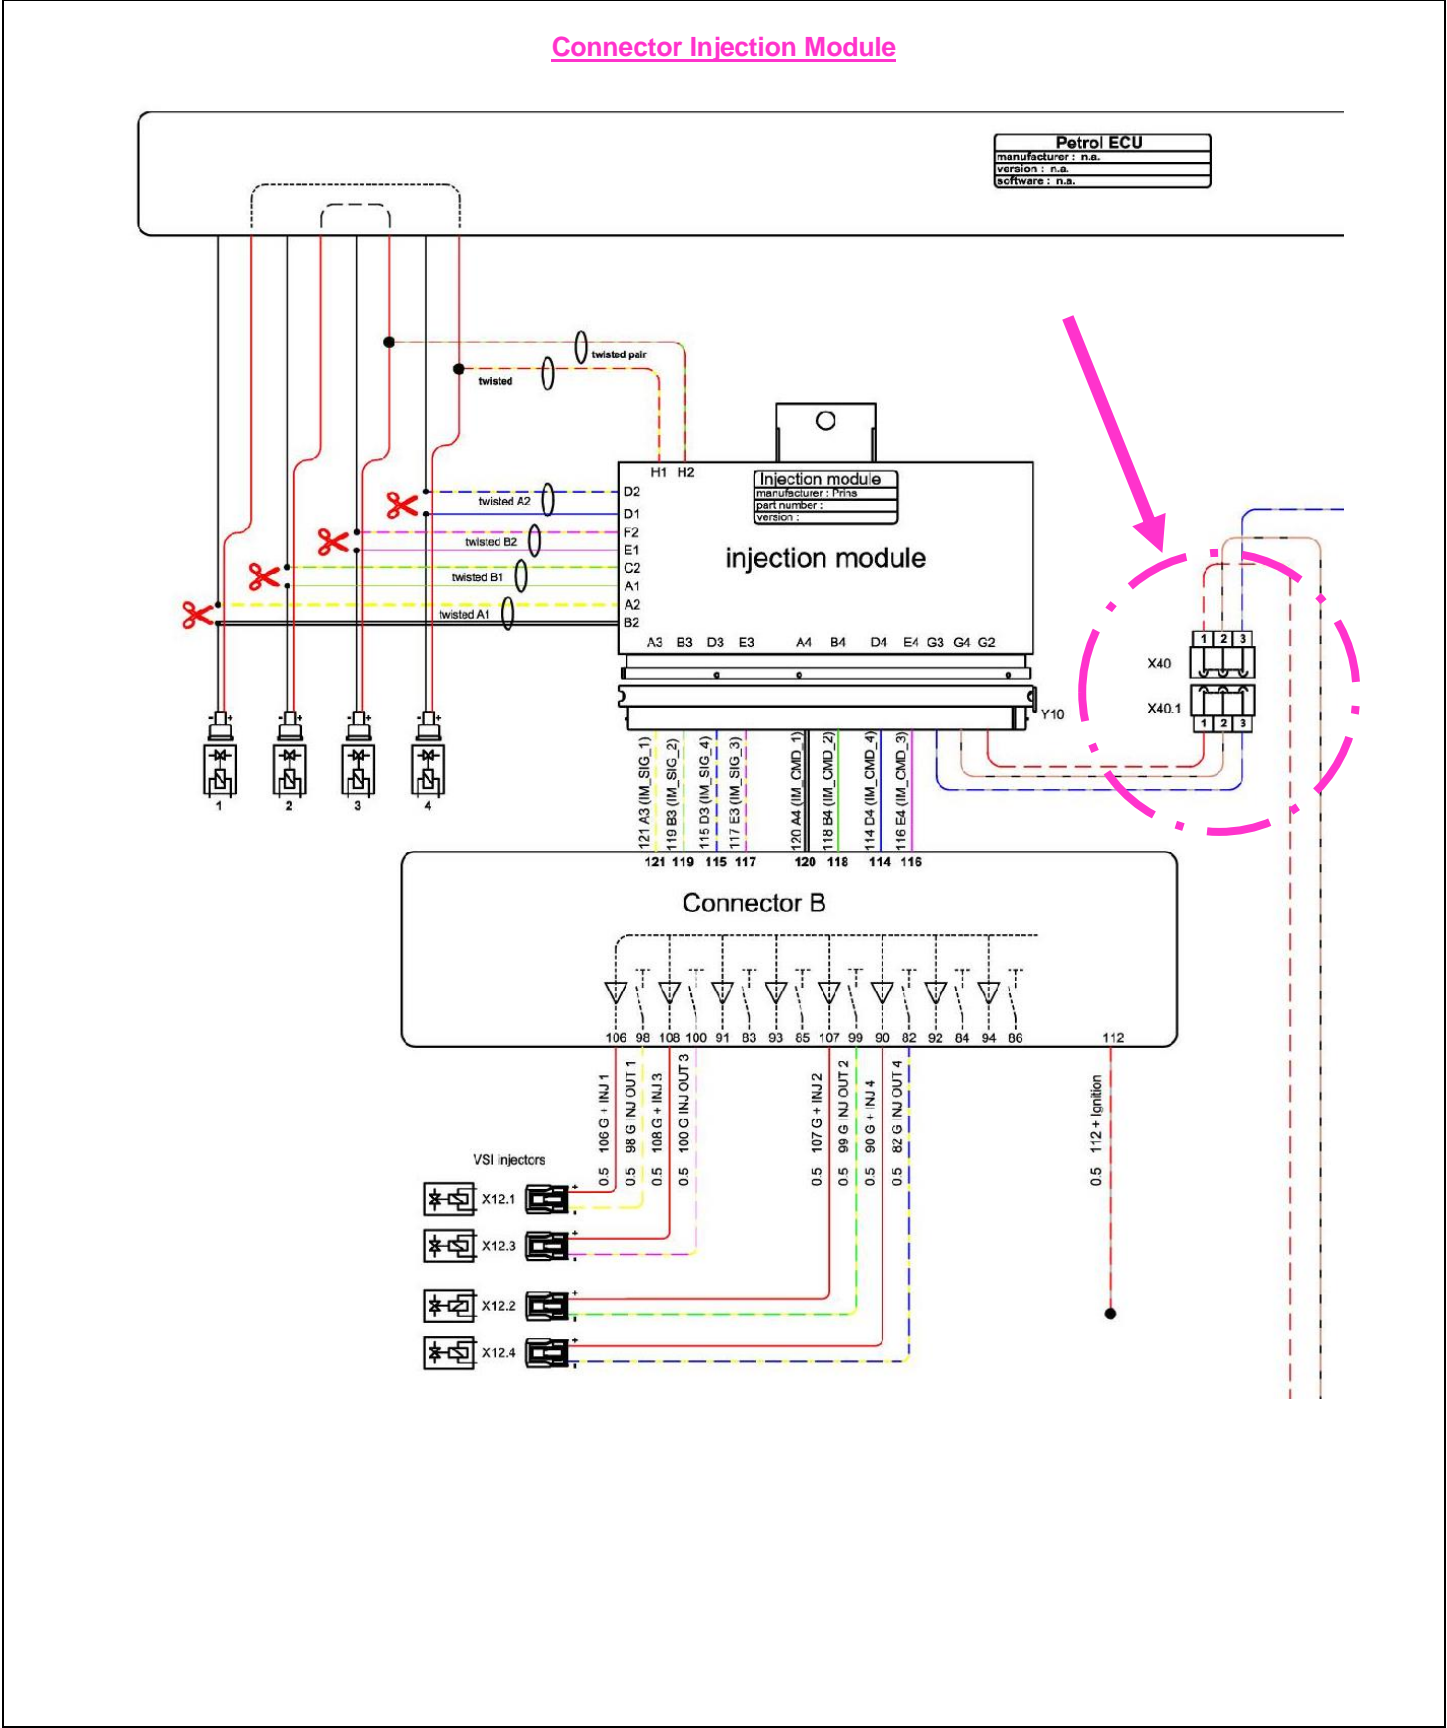 Connector Injection Module
Petrol ECU
manufacturer : n.a.
version : n.a.
software : n.a.
twisted pair
twisted
H1 H2
Injection module
manufacturer : Prins
part number :
version :
D2
twisted A2
D1
F2
twisted B2
E1
C2
twisted B1
A1
A2
twisted A1
B2
injection module
A3 B3 D3 E3 A4 B4 D4 E4 G3 G4 G2
1 2 3
X40
X40.1
1 2 3
Y10
- + - + - + - +
1 2 3 4
121 A3 (IM_SIG_1)
119 B3 (IM_SIG_2)
115 D3 (IM_SIG_4)
117 E3 (IM_SIG_3)
120 A4 (IM_CMD_1)
118 B4 (IM_CMD_2)
114 D4 (IM_CMD_4)
116 E4 (IM_CMD_3)
121 119 115 117 120 118 114 116
Connector B
106 98 108 100 91 83 93 85 107 99 90 82 92 84 94 86 112
0.5 106 G + INJ 1
0.5 98 G INJ OUT 1
0.5 108 G + INJ 3
0.5 100 G INJ OUT 3
0.5 107 G + INJ 2
0.5 99 G INJ OUT 2
0.5 90 G + INJ 4
0.5 82 G INJ OUT 4
0.5 112 + Ignition
VSI injectors
X12.1
X12.3
X12.2
X12.4